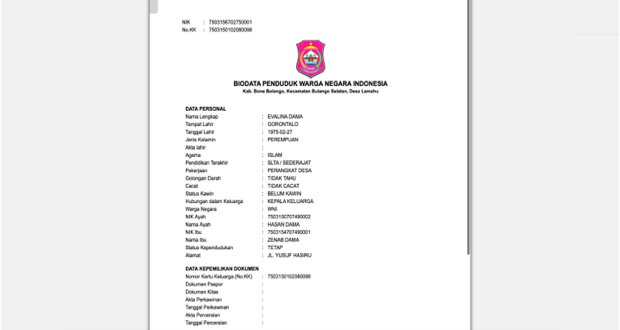 NIK : 7503156702750001
No.KK : 7503150102080098
BIODATA PENDUDUK WARGA NEGARA INDONESIA
Kab. Bone Bolango, Kecamatan Bulango Selatan, Desa Lamahu
DATA PERSONAL
Nama Lengkap : EVALINA DAMA
Tempat Lahir : GORONTALO
Tanggal Lahir : 1975-02-27
Jenis Kelamin : PEREMPUAN
Akta lahir :
Agama : ISLAM
Pendidikan Terakhir : SLTA / SEDERAJAT
Pekerjaan : PERANGKAT DESA
Golongan Darah : TIDAK TAHU
Cacat : TIDAK CACAT
Status Kawin : BELUM KAWIN
Hubungan dalam Keluarga : KEPALA KELUARGA
Warga Negara : WNI
NIK Ayah : 7503150707490002
Nama Ayah : HASAN DAMA
NIK Ibu : 7503154707490001
Nama Ibu : ZENAB DAMA
Status Kependudukan : TETAP
Alamat : JL. YUSUF HASIRU
DATA KEPEMILIKAN DOKUMEN
Nomor Kartu Keluarga (No.KK) : 7503150102080098
Dokumen Paspor :
Dokumen Kitas :
Akta Perkawinan :
Tanggal Perkawinan :
Akta Perceraian :
Tanggal Perceraian :